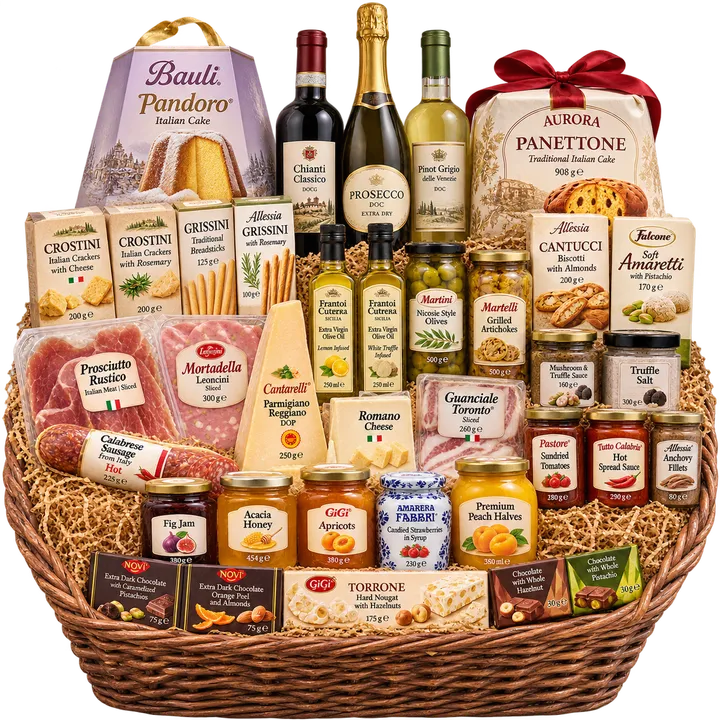 Bauli
Pandoro®
Italian Cake
Chianti
Classico
DOCG
PROSECCO
DOC
EXTRA DRY
Pinot Grigio
delle Venezie
DOC
AURORA
PANETTONE
Traditional Italian Cake
908 g e
CROSTINI
Italian Crackers
with Cheese
200 g e
CROSTINI
Italian Crackers
with Rosemary
200 g e
GRISSINI
Traditional
Breadsticks
125 g e
Allessia
GRISSINI
with Rosemary
100 g e
Frantoi
Cutrera
SICILIA
Extra Virgin
Olive Oil
Lemon Infused
250 ml e
Frantoi
Cutrera
SICILIA
Extra Virgin
Olive Oil
White Truffle
Infused
250 ml e
Martini
Nicosie Style
Olives
500 g e
Martelli
Grilled
Artichokes
500 g e
Allessia
CANTUCCI
Biscotti
with Almonds
200 g e
Falcone
Soft
Amaretti
with Pistachio
170 g e
Prosciutto
Rustico
Italian Meat | Sliced
Mortadella
Leoncini
Sliced
300 g e
Cantarelli®
Parmigiano
Reggiano
DOP
250 g e
Romano
Cheese
Guanciale
Toronto®
Sliced
260 g e
Mushroom &
Truffle Sauce
160 g e
Truffle
Salt
300 g e
Calabrese
Sausage
from Italy
Hot
225 g e
Pastore®
Sundried
Tomatoes
280 g e
Tutto Calabria®
Hot
Spread Sauce
290 g e
Allessia®
Anchovy
Fillets
80 g e
Fig Jam
380g e
Acacia
Honey
454 g e
GiGi®
Apricots
380 g e
AMARERA
FABBRI
Candied Strawberries
in Syrup
230 g e
Premium
Peach Halves
380 ml e
NOVI
Extra Dark Chocolate
with Caramelized
Pistachios
75 g e
NOVI
Extra Dark Chocolate
Orange Peel
and Almonds
75 g e
GiGi
TORRONE
Hard Nougat
with Hazelnuts
175 g e
Chocolate
with Whole
Hazelnut
30 g e
Chocolate
with Whole
Pistachio
30g e